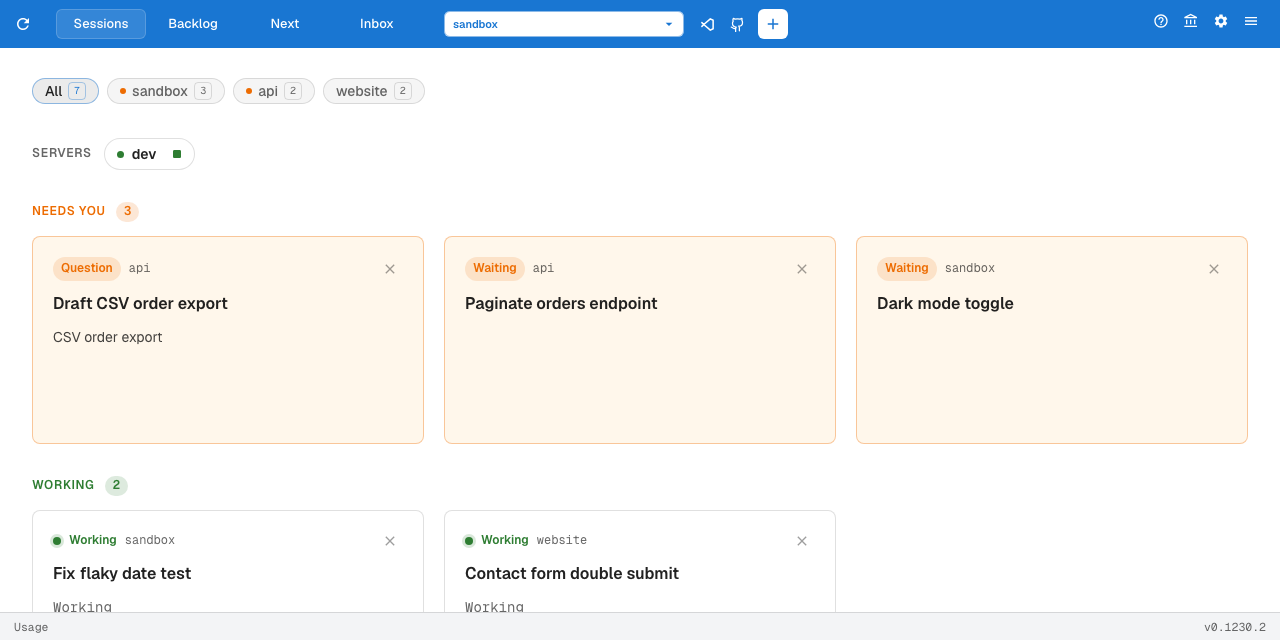 Sessions Backlog Next Inbox sandbox
All 7 sandbox 3 api 2 website 2
SERVERS dev
NEEDS YOU 3
Question api
Draft CSV order export
CSV order export
Waiting api
Paginate orders endpoint
Waiting sandbox
Dark mode toggle
WORKING 2
Working sandbox
Fix flaky date test
Working
Working website
Contact form double submit
Working
Usage v0.1230.2